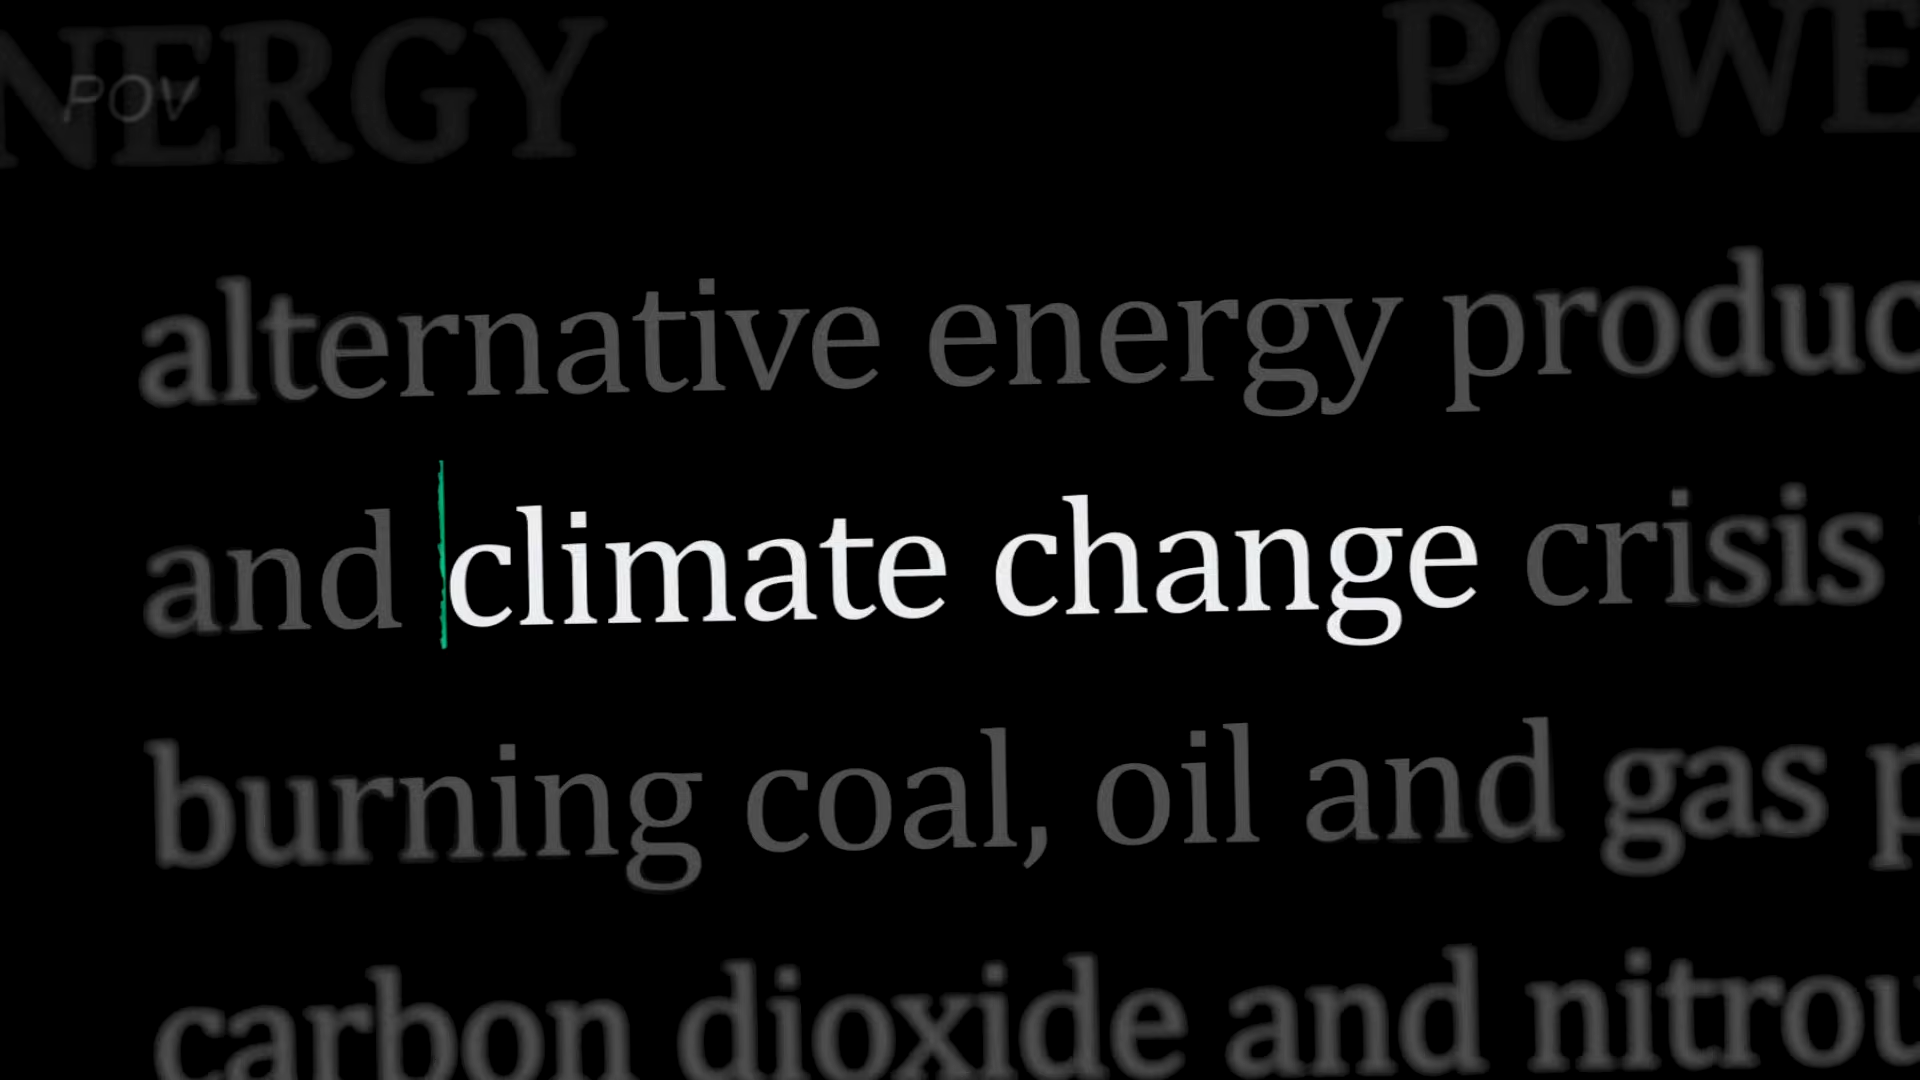 NERGY POWE
POV
alternative energy produc
and climate change crisis
burning coal, oil and gas p
carbon dioxide and nitrou